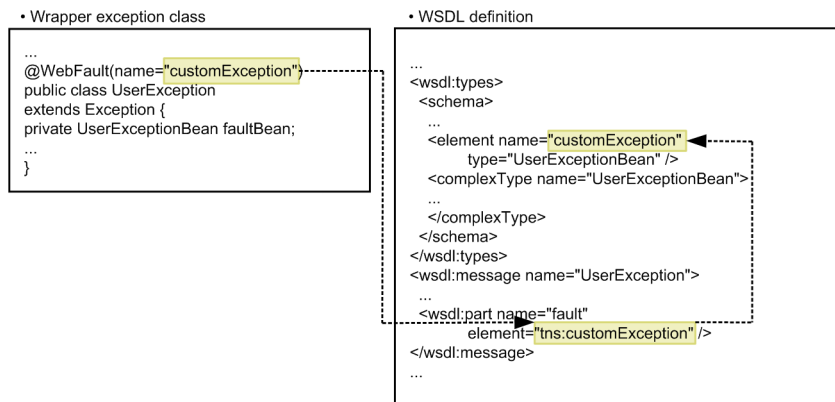 • Wrapper exception class
...
@WebFault(name="customException")
public class UserException
extends Exception {
private UserExceptionBean faultBean;
...
}
• WSDL definition
...
<wsdl:types>
<schema>
...
<element name="customException"
type="UserExceptionBean" />
<complexType name="UserExceptionBean">
...
</complexType>
</schema>
</wsdl:types>
<wsdl:message name="UserException">
...
<wsdl:part name="fault"
element="tns:customException" />
</wsdl:message>
...